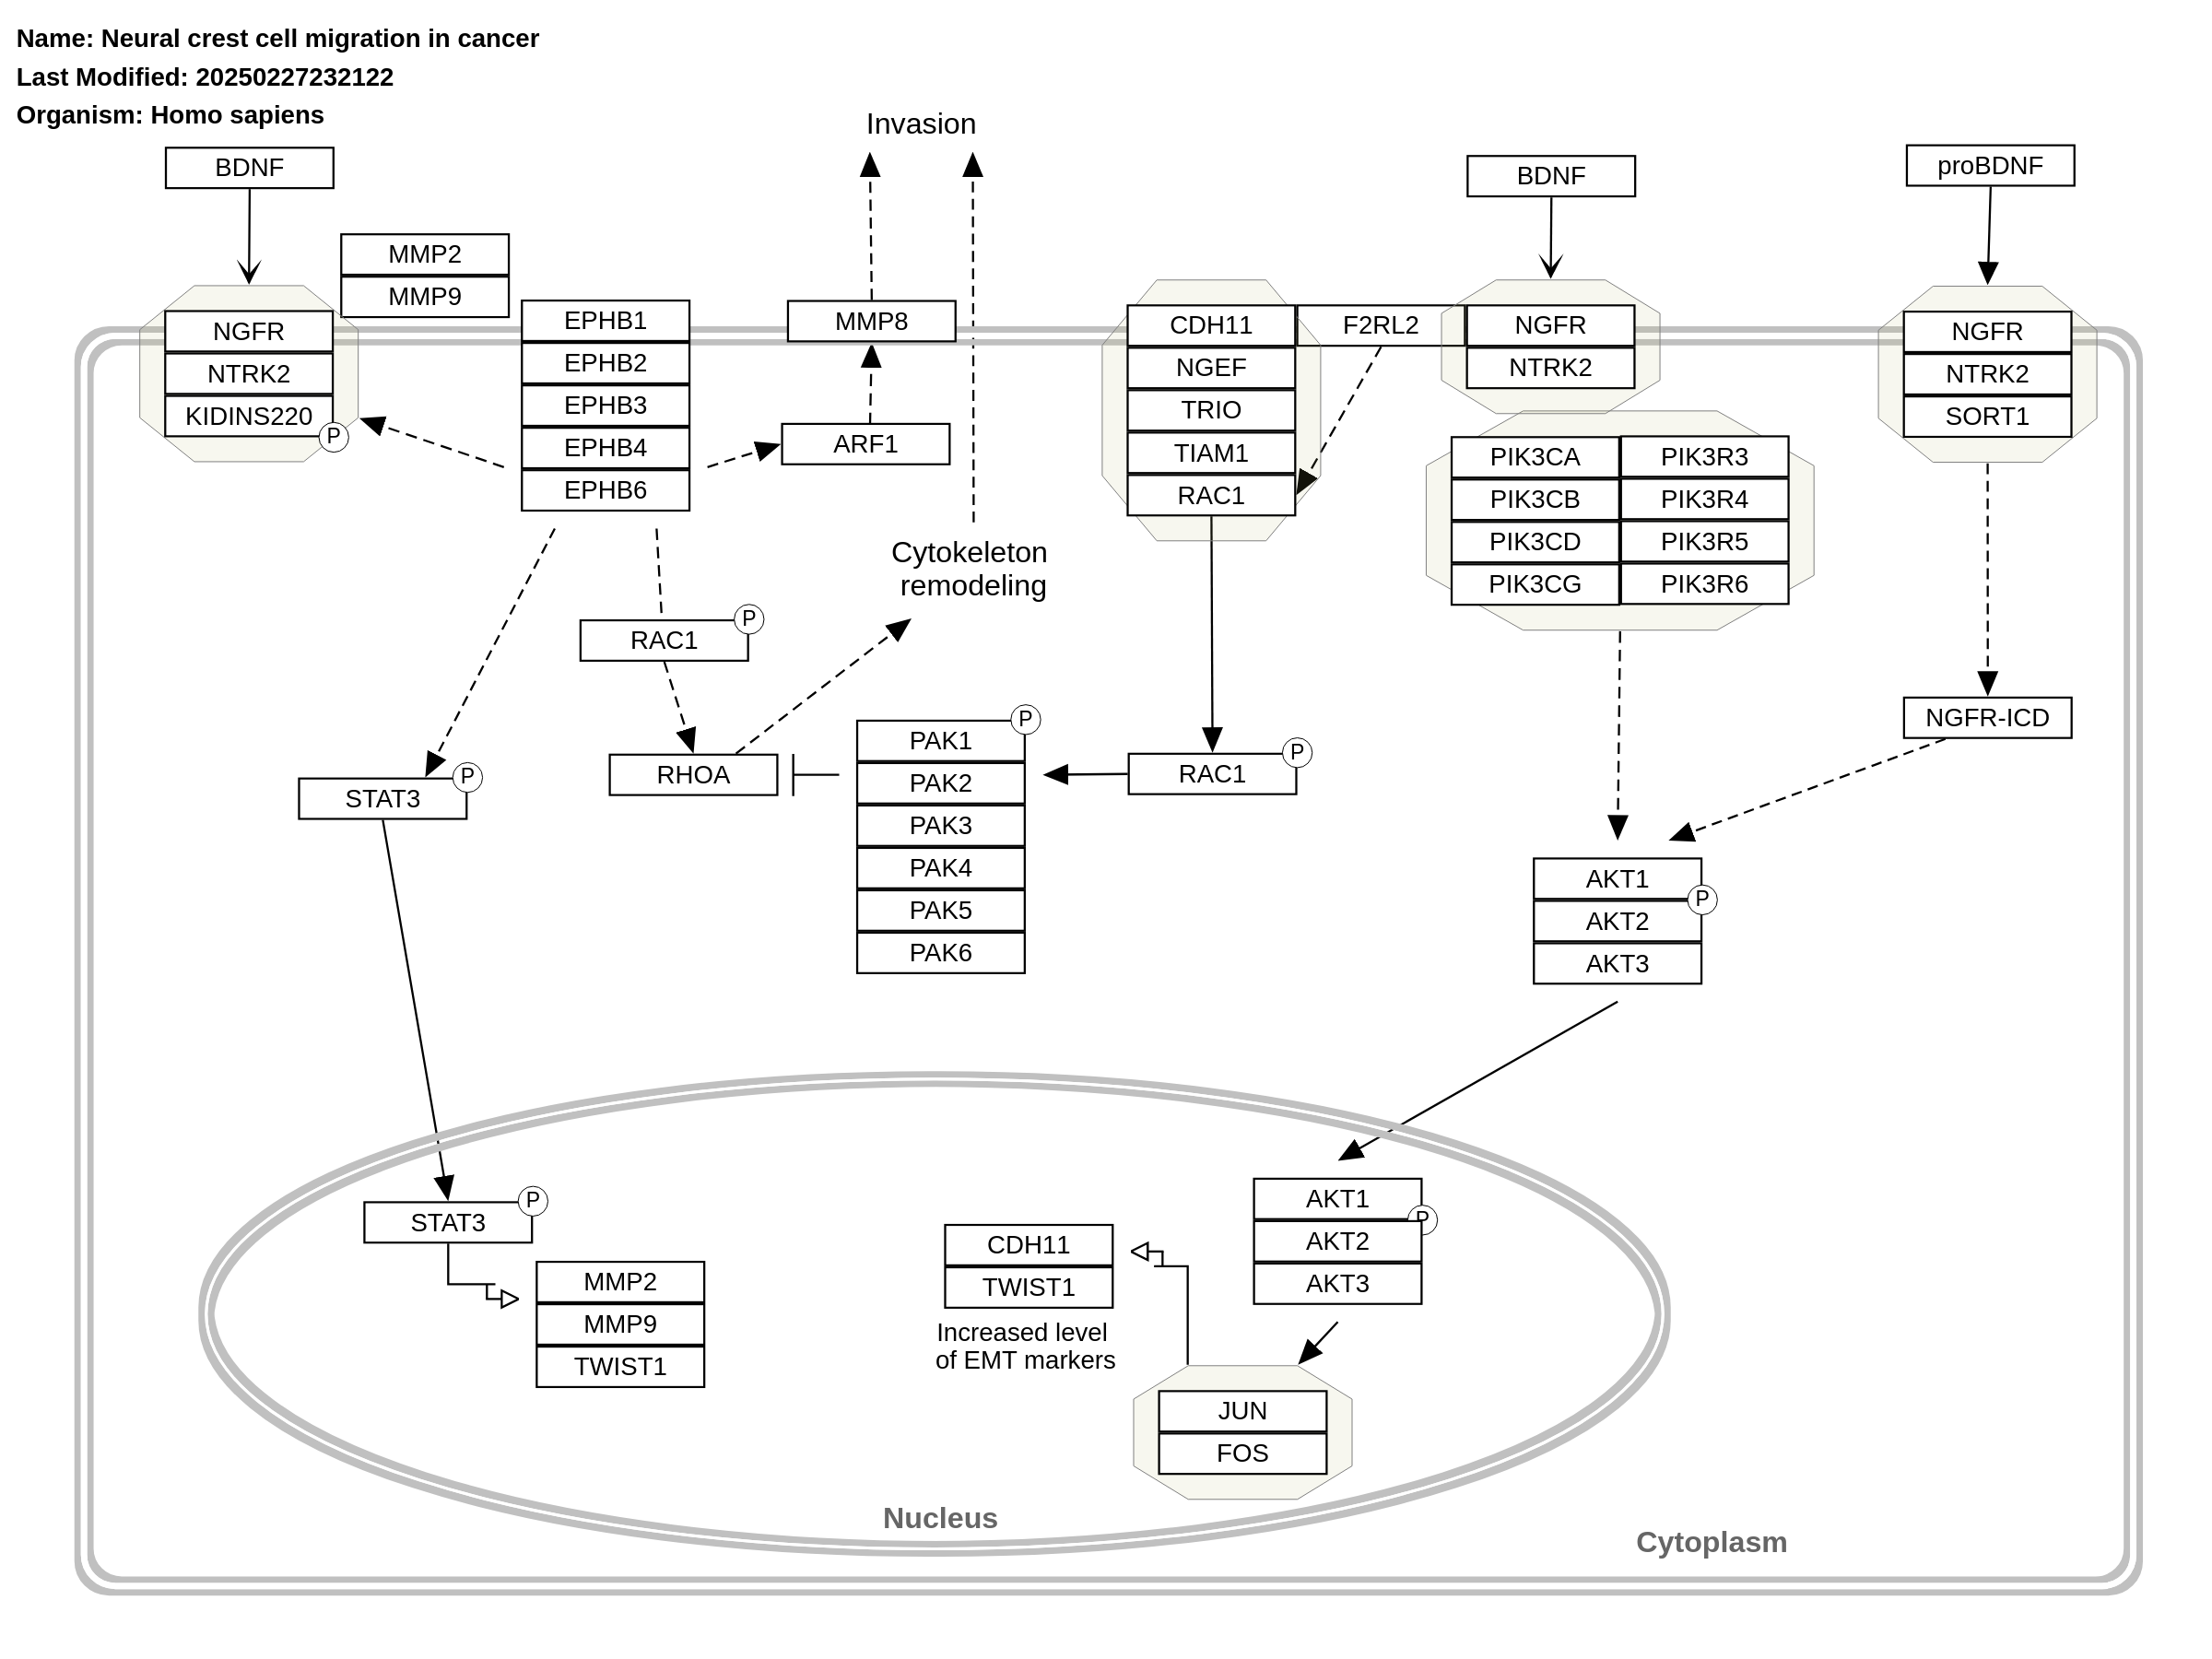 Name: Neural crest cell migration in cancer
Last Modified: 20250227232122
Organism: Homo sapiens
Invasion
BDNF
BDNF
proBDNF
MMP2
MMP9
NGFR
NTRK2
KIDINS220
P
EPHB1
EPHB2
EPHB3
EPHB4
EPHB6
MMP8
ARF1
CDH11
NGEF
TRIO
TIAM1
RAC1
F2RL2
NGFR
NTRK2
NGFR
NTRK2
SORT1
PIK3CA
PIK3CB
PIK3CD
PIK3CG
PIK3R3
PIK3R4
PIK3R5
PIK3R6
Cytokeleton
remodeling
RAC1
P
RHOA
PAK1
P
PAK2
PAK3
PAK4
PAK5
PAK6
RAC1
P
NGFR-ICD
STAT3
P
AKT1
P
AKT2
AKT3
STAT3
P
MMP2
MMP9
TWIST1
CDH11
TWIST1
Increased level
of EMT markers
AKT1
P
AKT2
AKT3
JUN
FOS
Nucleus
Cytoplasm